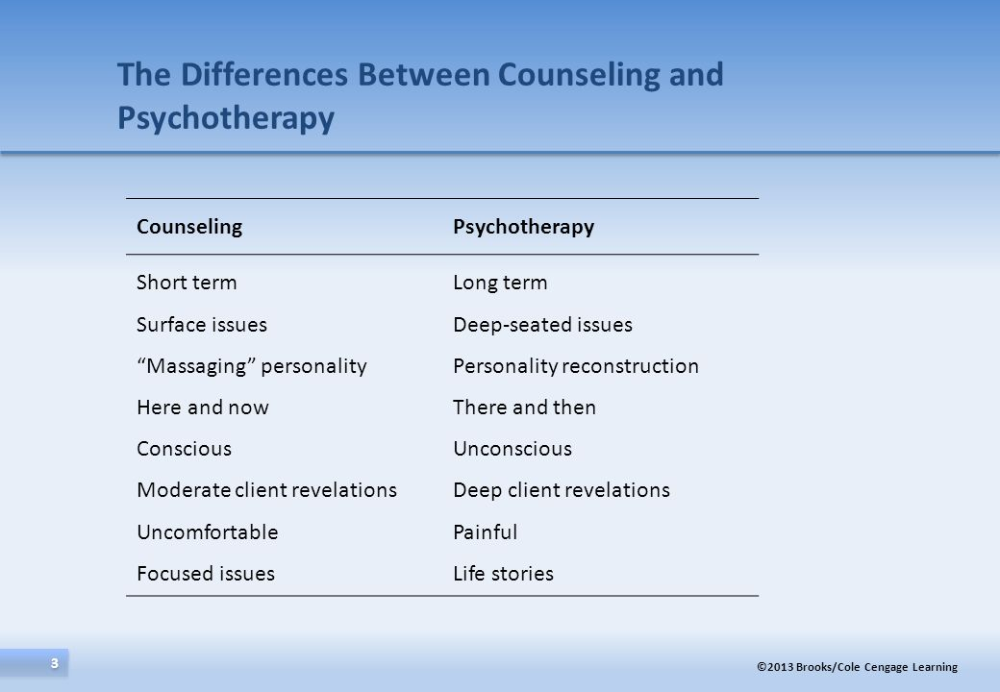 The Differences Between Counseling and
Psychotherapy
Counseling Psychotherapy
Short term Long term
Surface issues Deep-seated issues
“Massaging” personality Personality reconstruction
Here and now There and then
Conscious Unconscious
Moderate client revelations Deep client revelations
Uncomfortable Painful
Focused issues Life stories
3
©2013 Brooks/Cole Cengage Learning